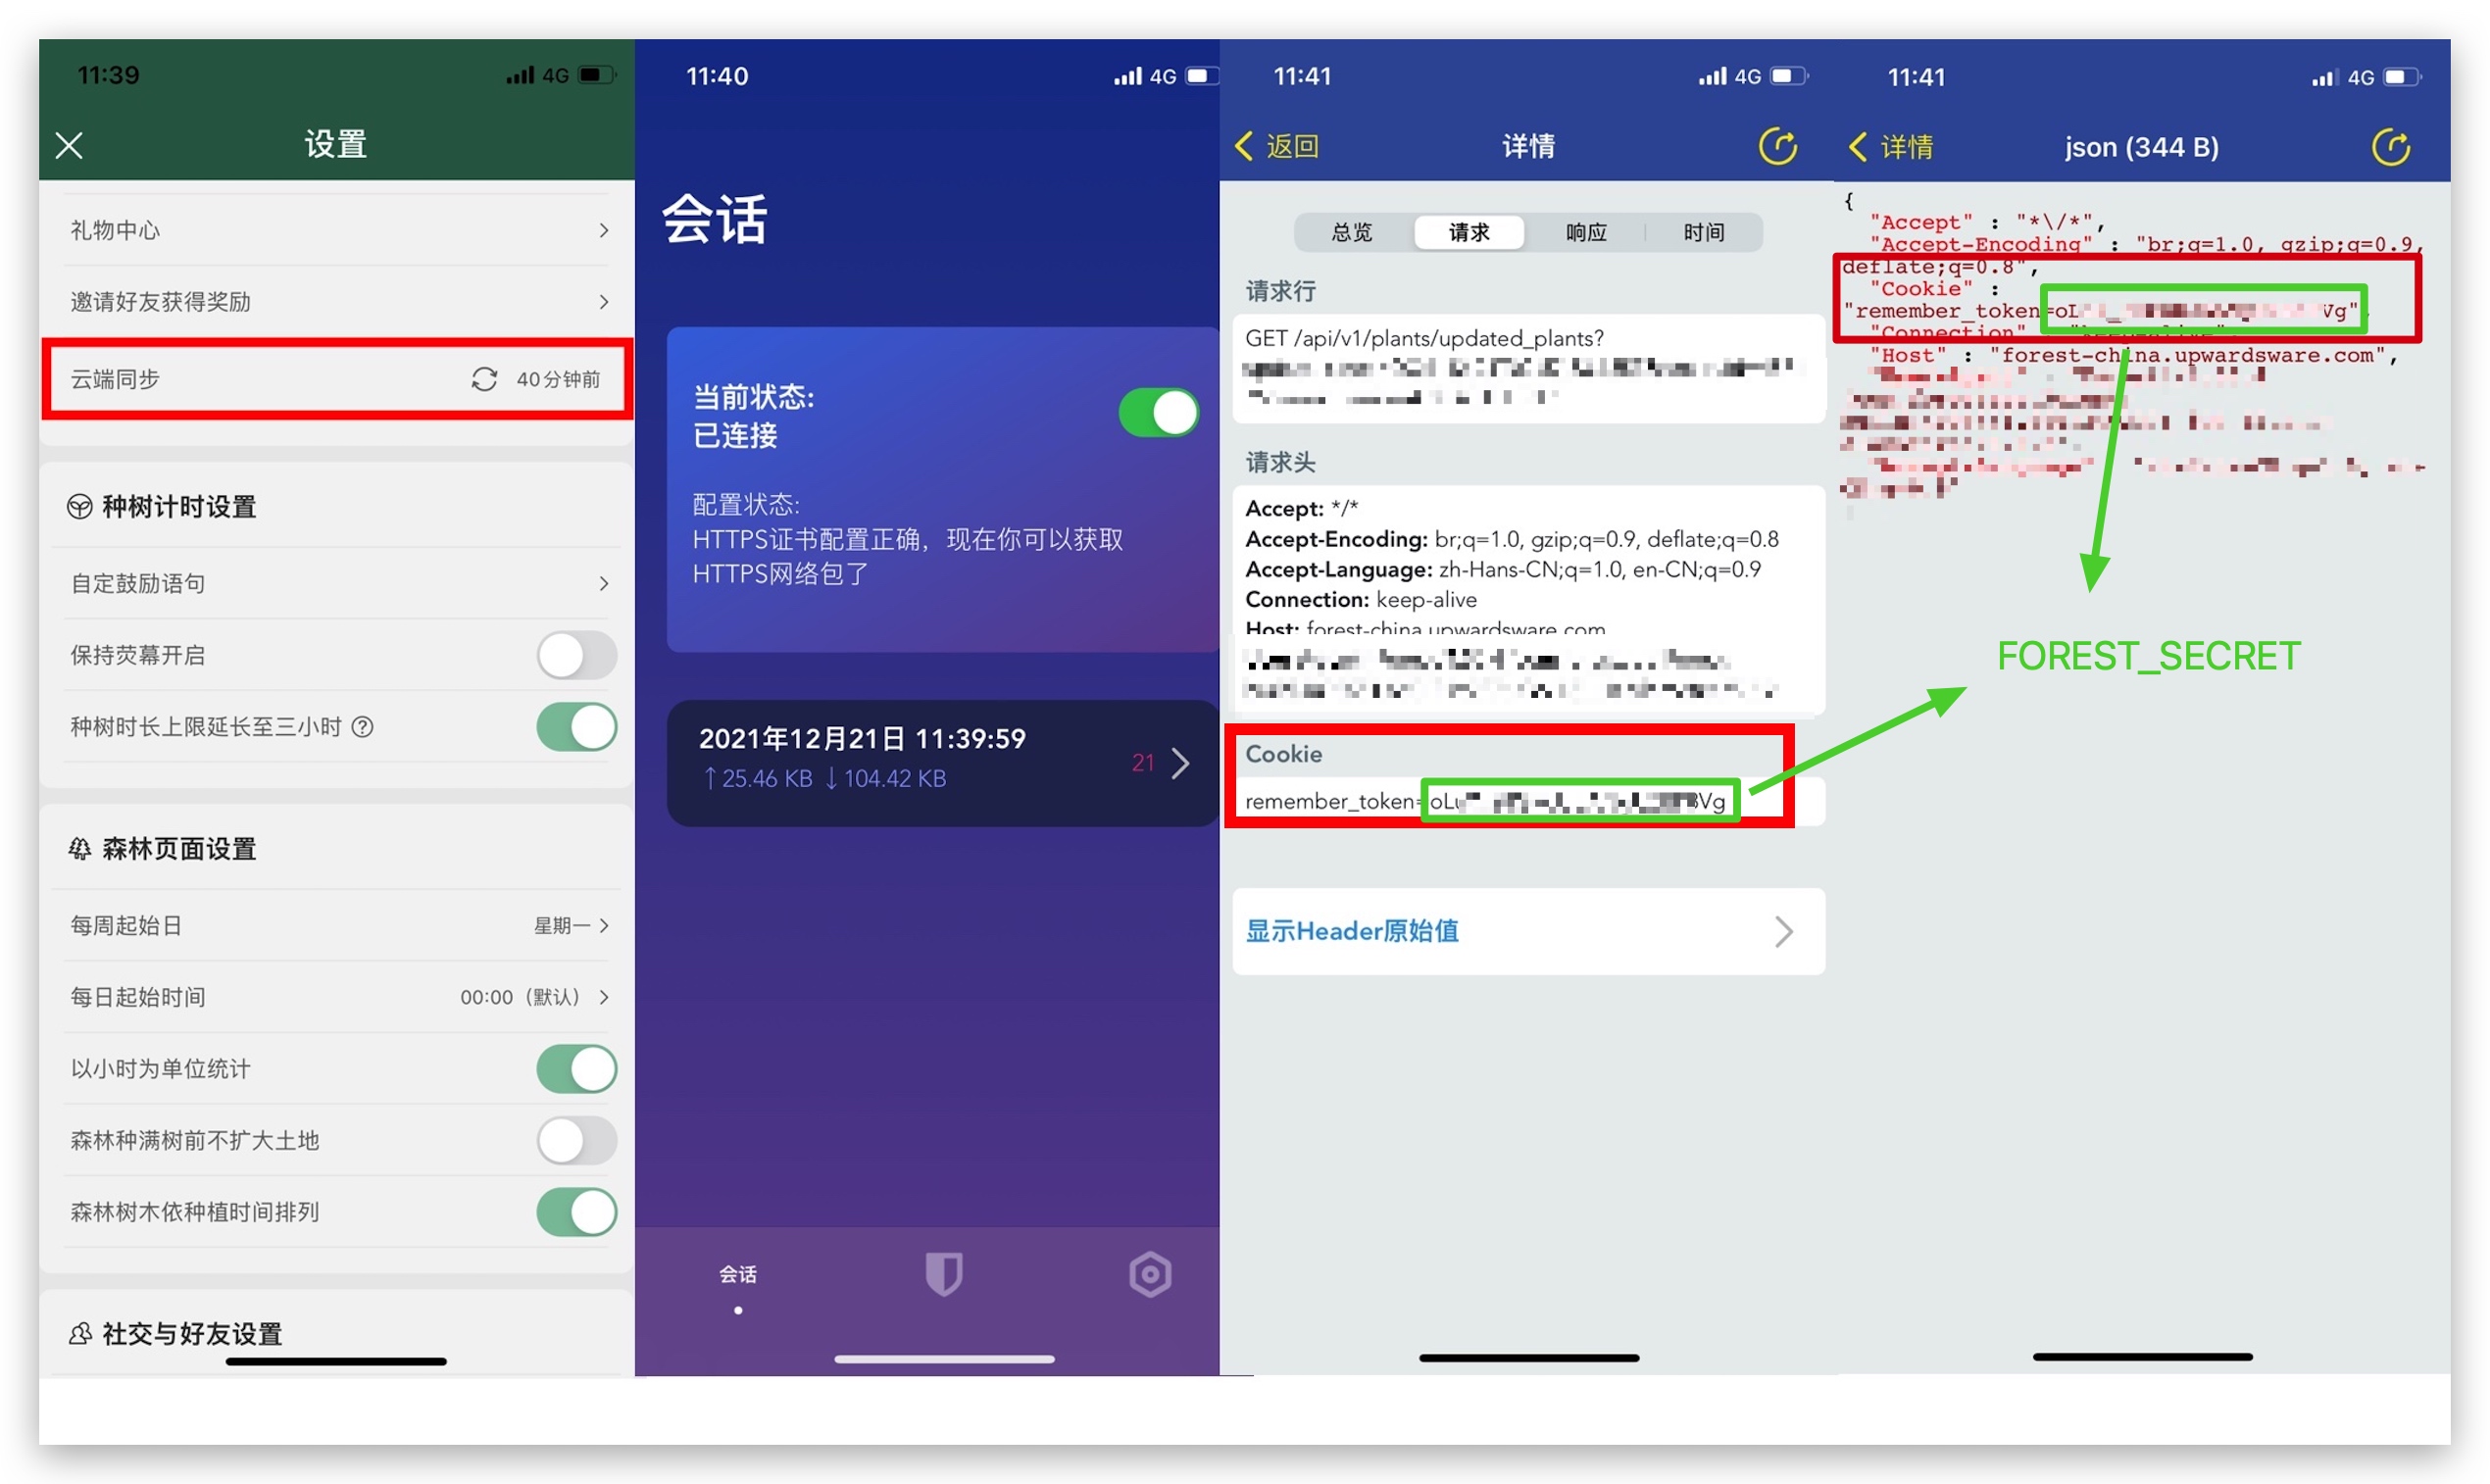 11:39
4G
设置
礼物中心
邀请好友获得奖励
云端同步 40分钟前
种树计时设置
自定鼓励语句
保持荧幕开启
种树时长上限延长至三小时
森林页面设置
每周起始日 星期一
每日起始时间 00:00（默认）
以小时为单位统计
森林种满树前不扩大土地
森林树木依种植时间排列
社交与好友设置
11:40
4G
会话
当前状态:
已连接
配置状态:
HTTPS证书配置正确，现在你可以获取
HTTPS网络包了
2021年12月21日 11:39:59
↑25.46 KB ↓104.42 KB
21
会话
11:41
4G
返回 详情
总览 请求 响应 时间
请求行
GET /api/v1/plants/updated_plants?
请求头
Accept: */*
Accept-Encoding: br;q=1.0, gzip;q=0.9, deflate;q=0.8
Accept-Language: zh-Hans-CN;q=1.0, en-CN;q=0.9
Connection: keep-alive
Host: forest-china.upwardsware.com
Cookie
remember_token=
显示Header原始值
11:41
4G
详情 json (344 B)
{
"Accept" : "*\/*",
"Accept-Encoding" : "br;q=1.0, gzip;q=0.9,
deflate;q=0.8",
"Cookie" :
"remember_token=
"Connection" : "keep-alive",
"Host" : "forest-china.upwardsware.com",
FOREST_SECRET